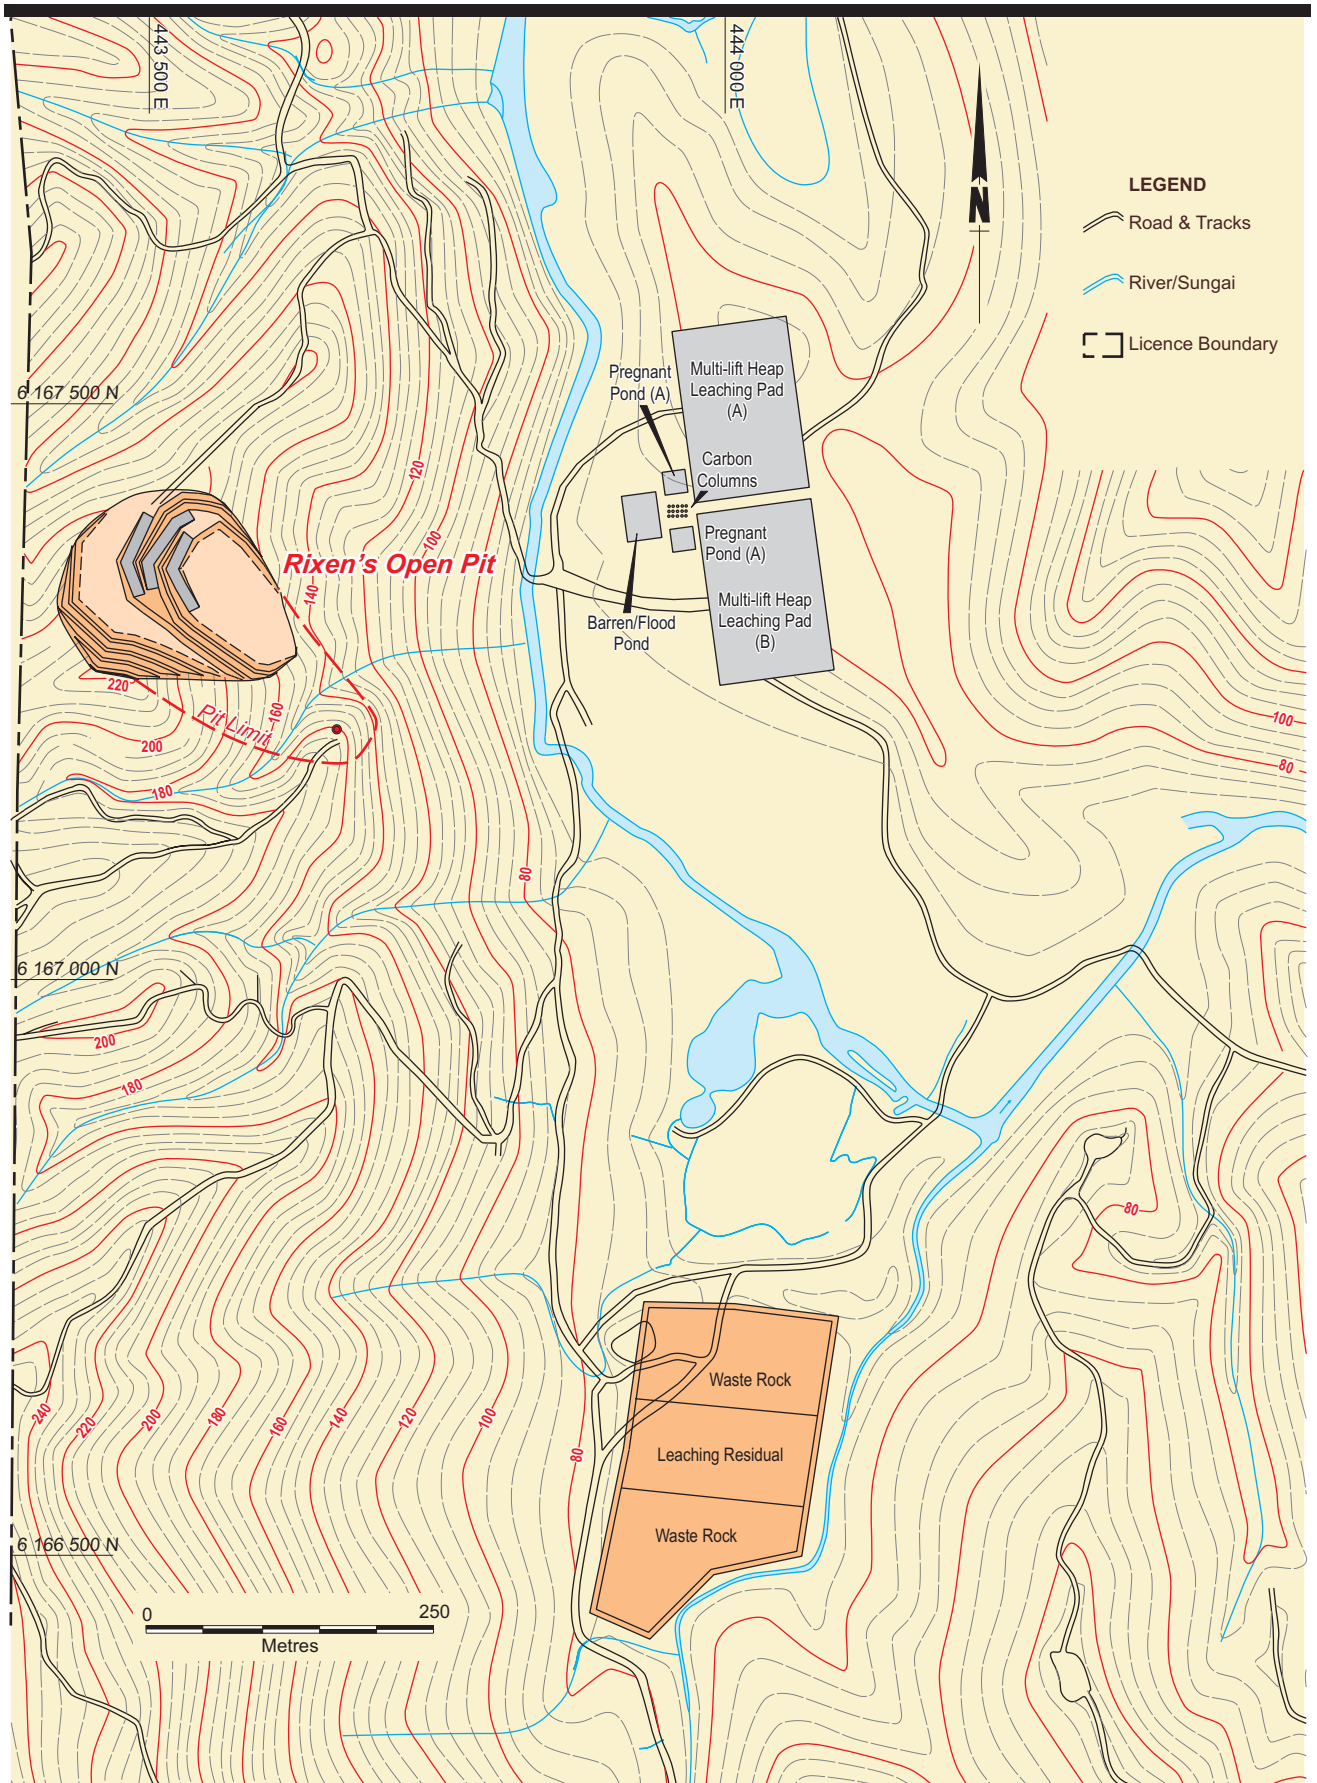 443 500 E
444 000 E
N
LEGEND
Road & Tracks
River/Sungai
Licence Boundary
6 167 500 N
Pregnant
Pond (A)
Multi-lift Heap
Leaching Pad
(A)
Carbon
Columns
120
100
Rixen's Open Pit
140
Pregnant
Pond (A)
Multi-lift Heap
Leaching Pad
(B)
Barren/Flood
Pond
220
160
Pit Limit
200
180
100
80
80
6 167 000 N
200
180
80
240
220
200
180
160
140
120
100
80
Waste Rock
Leaching Residual
Waste Rock
6 166 500 N
0
250
Metres